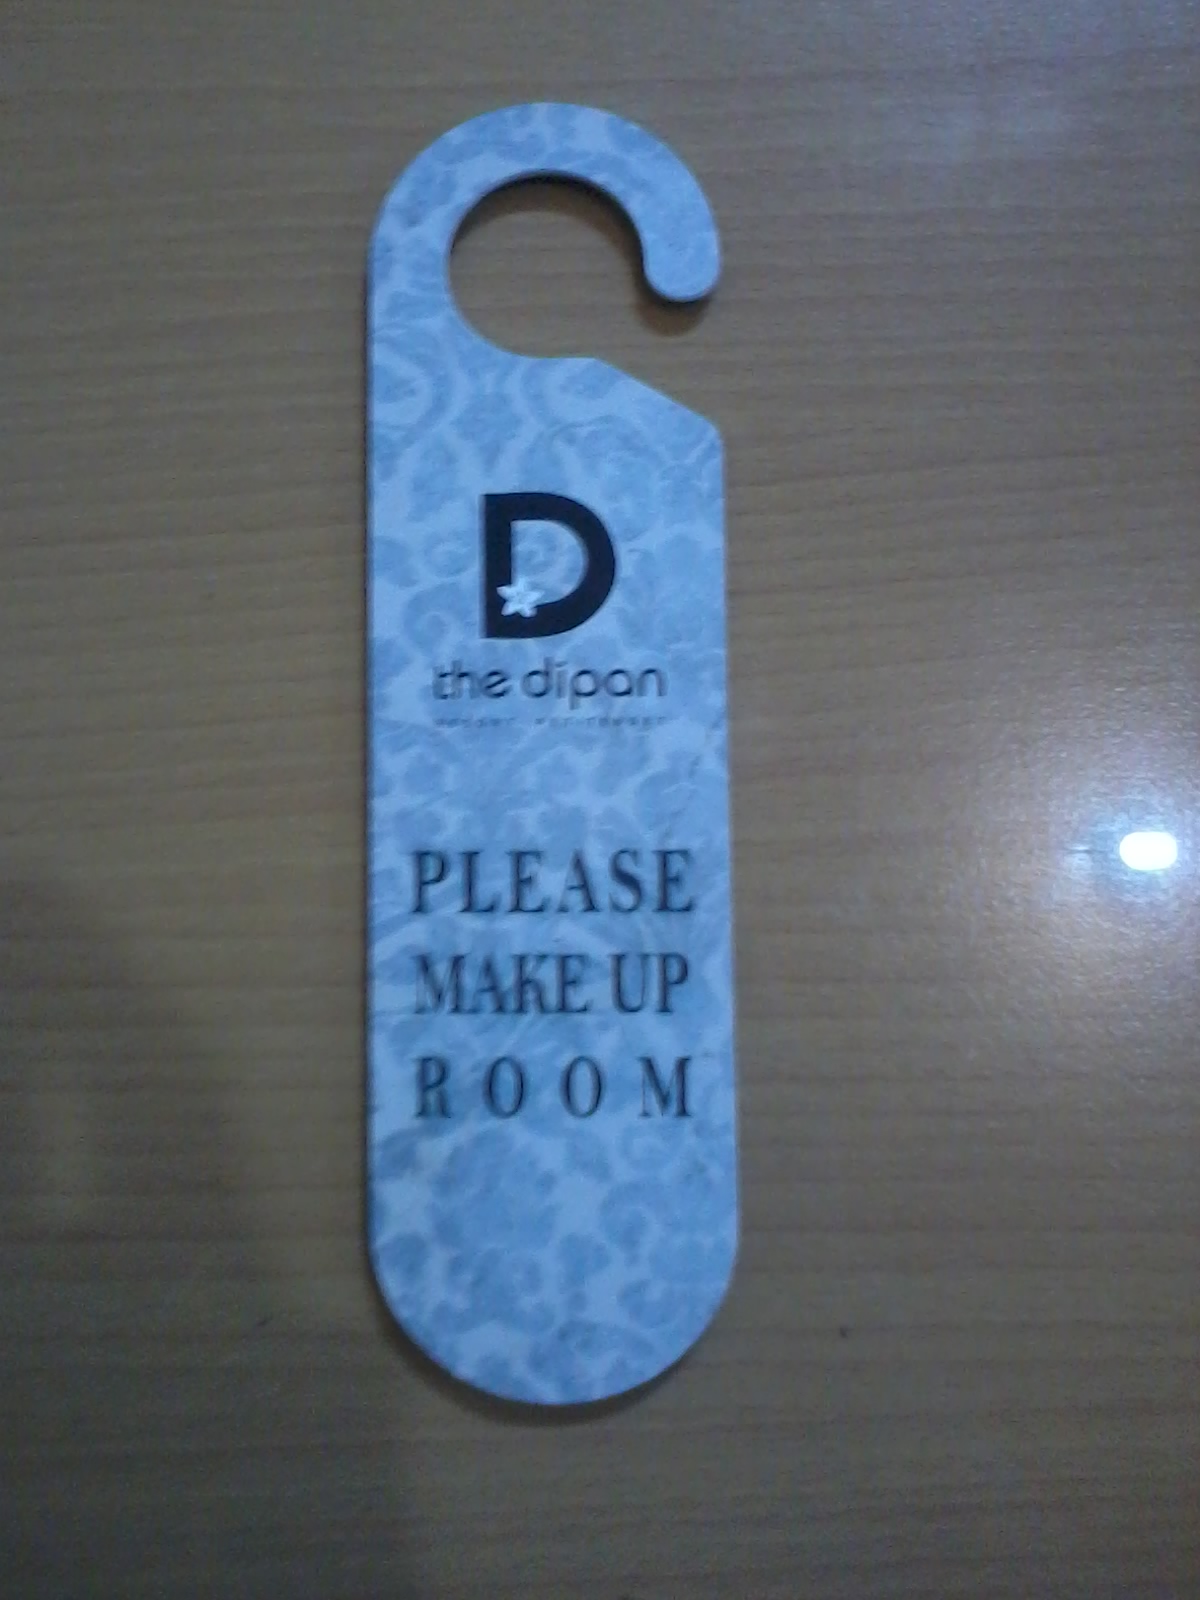 D
the dipan
PLEASE
MAKE UP
ROOM